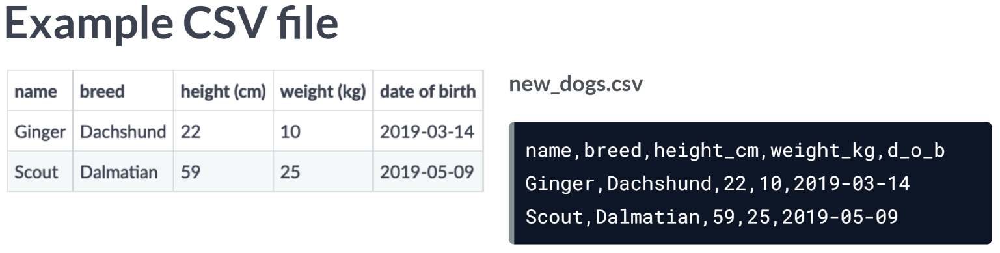 Example CSV file
name breed height (cm) weight (kg) date of birth
Ginger Dachshund 22 10 2019-03-14
Scout Dalmatian 59 25 2019-05-09
new_dogs.csv
name,breed,height_cm,weight_kg,d_o_b
Ginger,Dachshund,22,10,2019-03-14
Scout,Dalmatian,59,25,2019-05-09